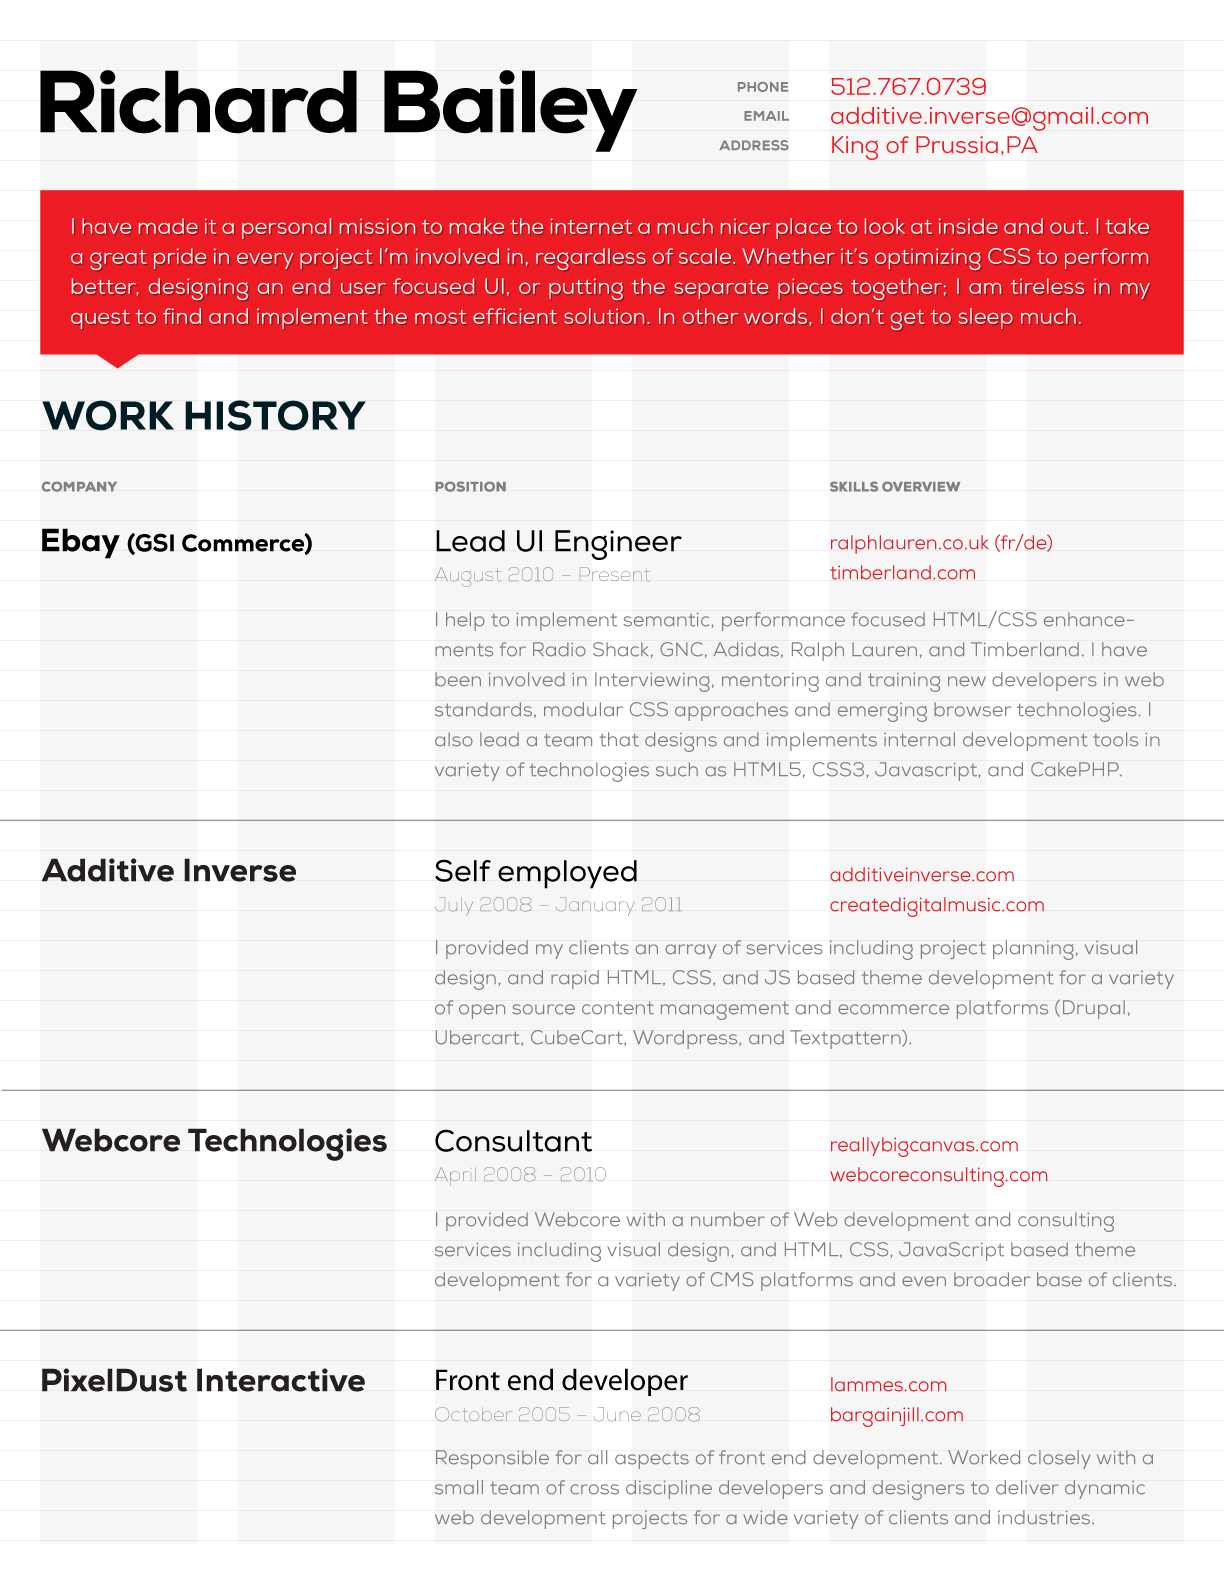 Richard Bailey
PHONE 512.767.0739
EMAIL additive.inverse@gmail.com
ADDRESS King of Prussia,PA
I have made it a personal mission to make the internet a much nicer place to look at inside and out. I take
a great pride in every project I'm involved in, regardless of scale. Whether it's optimizing CSS to perform
better, designing an end user focused UI, or putting the separate pieces together; I am tireless in my
quest to find and implement the most efficient solution. In other words, I don't get to sleep much.
WORK HISTORY
COMPANY POSITION SKILLS OVERVIEW
Ebay (GSI Commerce) Lead UI Engineer ralphlauren.co.uk (fr/de)
August 2010 – Present timberland.com
I help to implement semantic, performance focused HTML/CSS enhance-
ments for Radio Shack, GNC, Adidas, Ralph Lauren, and Timberland. I have
been involved in Interviewing, mentoring and training new developers in web
standards, modular CSS approaches and emerging browser technologies. I
also lead a team that designs and implements internal development tools in
variety of technologies such as HTML5, CSS3, Javascript, and CakePHP.
Additive Inverse Self employed additiveinverse.com
July 2008 – January 2011 createdigitalmusic.com
I provided my clients an array of services including project planning, visual
design, and rapid HTML, CSS, and JS based theme development for a variety
of open source content management and ecommerce platforms (Drupal,
Ubercart, CubeCart, Wordpress, and Textpattern).
Webcore Technologies Consultant reallybigcanvas.com
April 2008 – 2010 webcoreconsulting.com
I provided Webcore with a number of Web development and consulting
services including visual design, and HTML, CSS, JavaScript based theme
development for a variety of CMS platforms and even broader base of clients.
PixelDust Interactive Front end developer lammes.com
October 2005 – June 2008 bargainjill.com
Responsible for all aspects of front end development. Worked closely with a
small team of cross discipline developers and designers to deliver dynamic
web development projects for a wide variety of clients and industries.